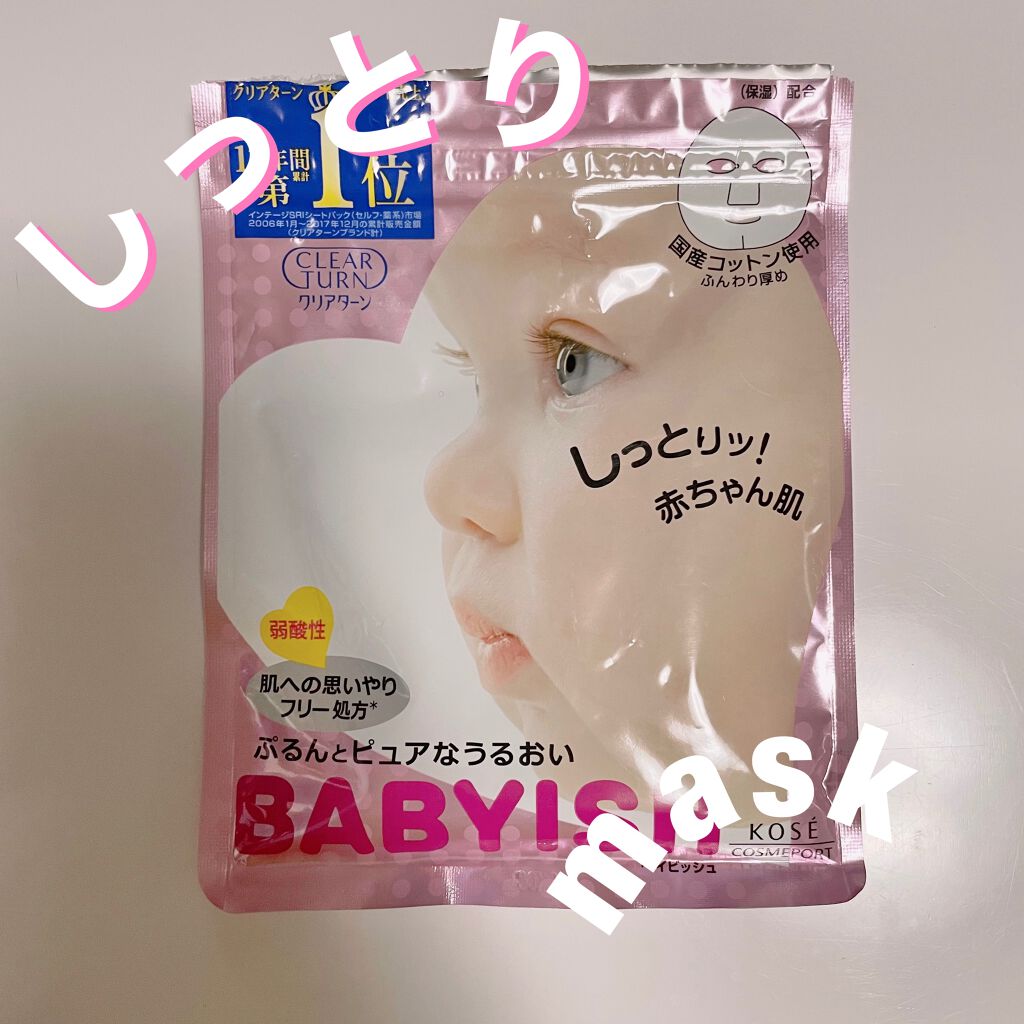 しっとり
クリアターン
年間
累計
第1位
インテージSRIシートパック(セルフ・薬系)市場
2006年1月~2017年12月の累計販売金額
(クリアターンブランド計)
CLEAR
TURN
クリアターン
(保湿)配合
国産コットン使用
ふんわり厚め
しっとりッ!
赤ちゃん肌
弱酸性
肌への思いやり
フリー処方*
ぷるんとピュアなうるおい
BABYISH
イビッシュ
KOSÉ
COSMEPORT
mask